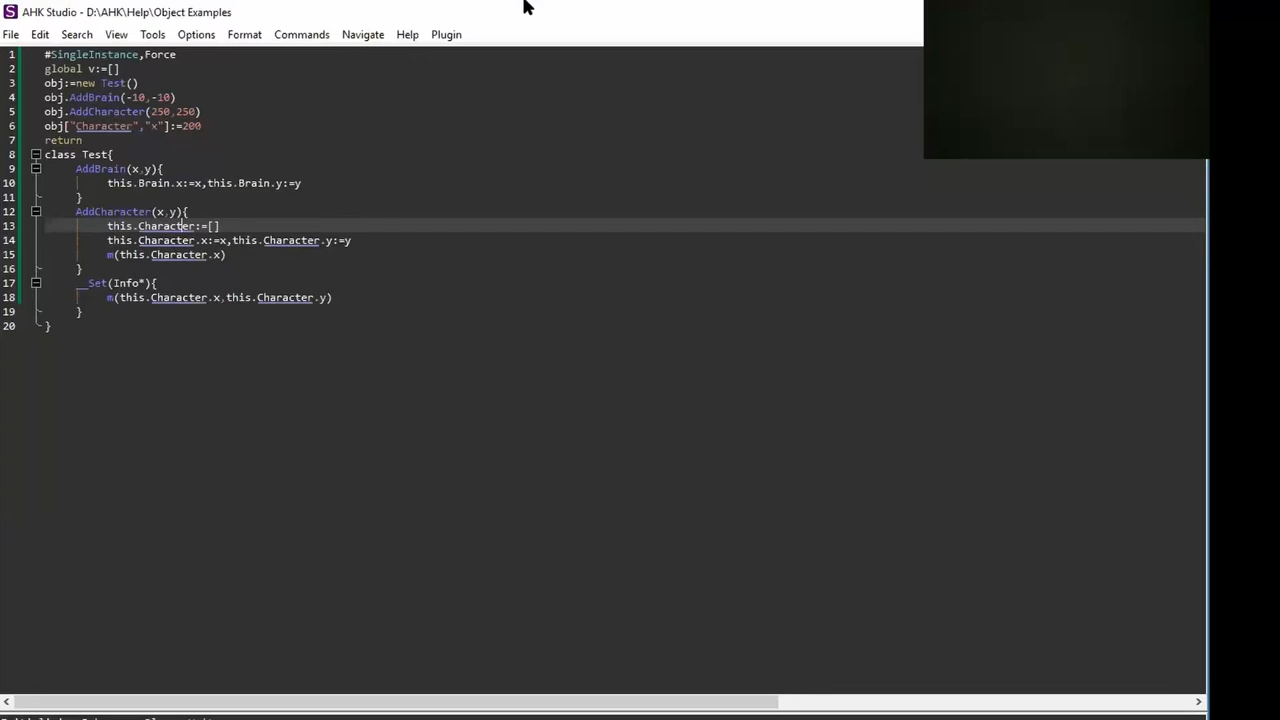 AHK Studio - D:\AHK\Help\Object Examples
File Edit Search View Tools Options Format Commands Navigate Help Plugin
1 #SingleInstance,Force
2 global v:=[]
3 obj:=new Test()
4 obj.AddBrain(-10,-10)
5 obj.AddCharacter(250,250)
6 obj["Character","x"]:=200
7 return
8 class Test{
9 AddBrain(x,y){
10 this.Brain.x:=x,this.Brain.y:=y
11 }
12 AddCharacter(x,y){
13 this.Character:=[]
14 this.Character.x:=x,this.Character.y:=y
15 m(this.Character.x)
16 }
17 __Set(Info*){
18 m(this.Character.x,this.Character.y)
19 }
20 }